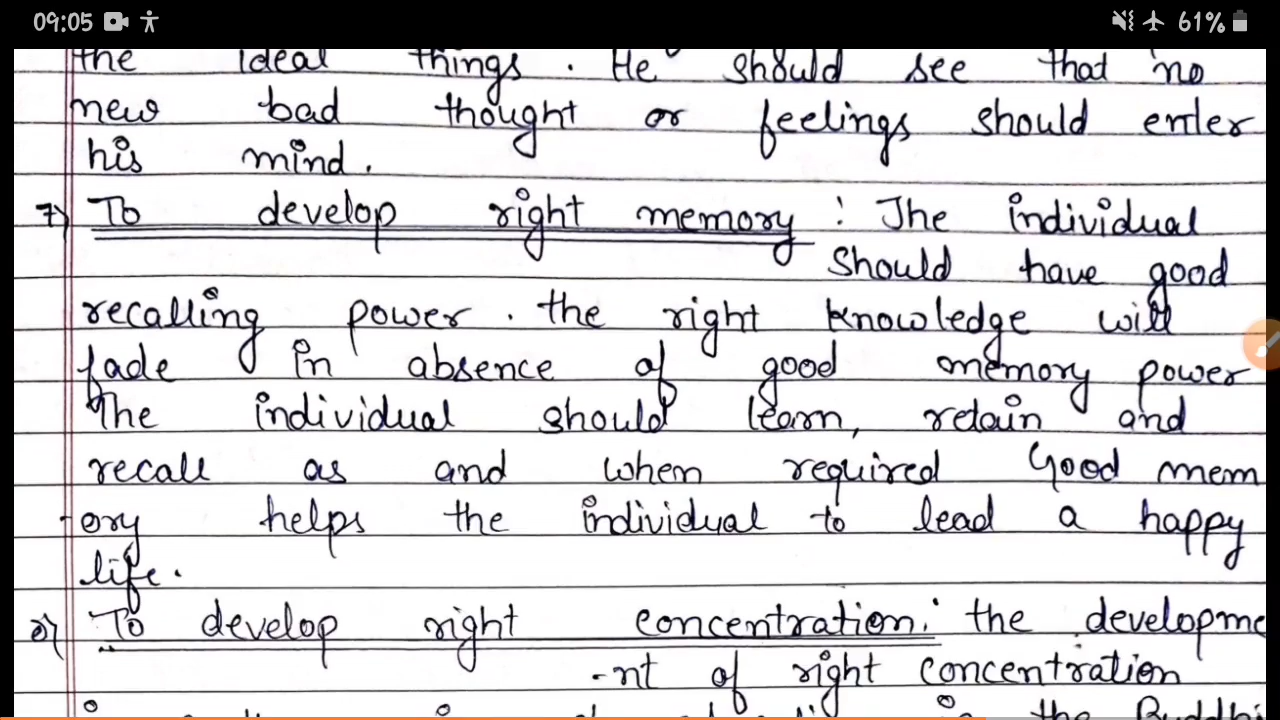 09:05 61%
the ideal things. He should see that no
new bad thought or feelings should enter
his mind.
7) To develop right memory : The individual
should have good
recalling power. the right knowledge will
fade in absence of good memory power
The individual should learn, retain and
recall as and when required Good mem
-ory helps the individual to lead a happy
life.
To develop right concentration: the developme
-nt of right concentration
in the Buddhi